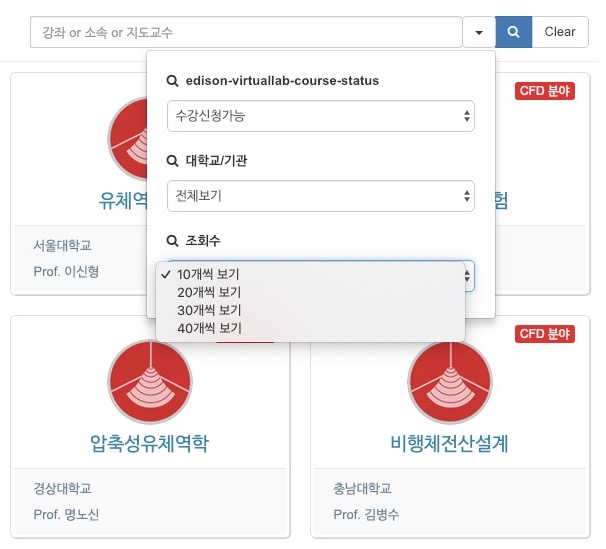 강좌 or 소속 or 지도교수
Clear
edison-virtuallab-course-status
수강신청가능
대학교/기관
전체보기
조회수
✓ 10개씩 보기
20개씩 보기
30개씩 보기
40개씩 보기
유체역
서울대학교
Prof. 이신형
CFD 분야
험
압축성유체역학
경상대학교
Prof. 명노신
CFD 분야
비행체전산설계
충남대학교
Prof. 김병수